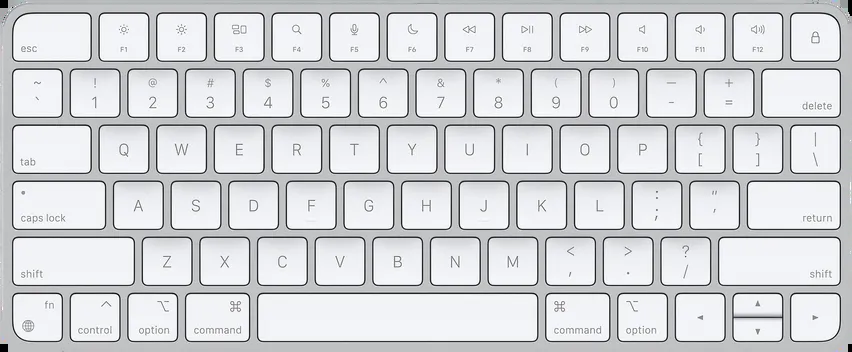 esc F1 F2 F3 F4 F5 F6 F7 F8 F9 F10 F11 F12
~ ! @ # $ % ^ & * ( ) — +
` 1 2 3 4 5 6 7 8 9 0 - = delete
tab Q W E R T Y U I O P { [ } ] | \
caps lock A S D F G H J K L : ; " ' return
shift Z X C V B N M < , > . ? / shift
fn control option command command option